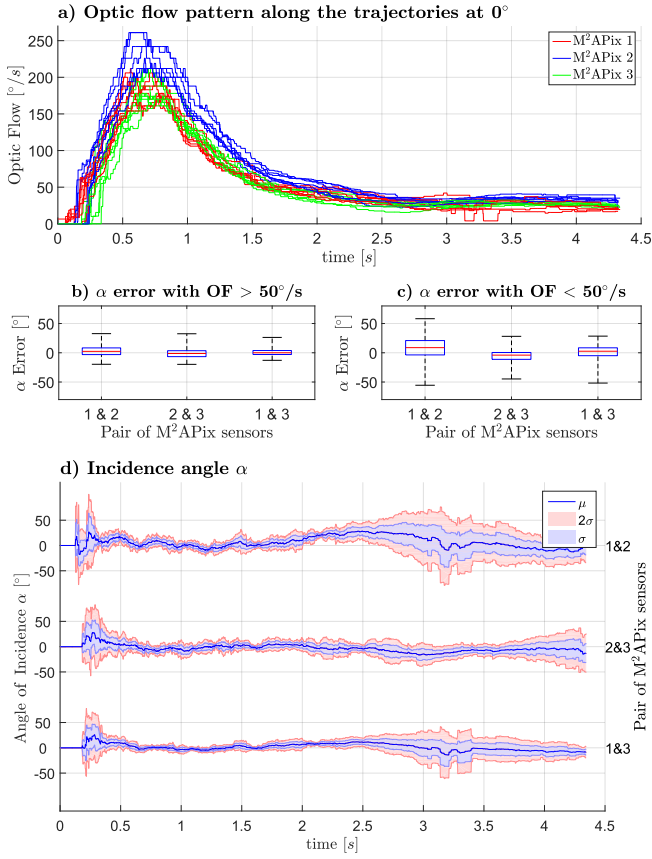 a) Optic flow pattern along the trajectories at 0°
Optic Flow [°/s]
250
200
150
100
50
0
M²APix 1
M²APix 2
M²APix 3
0 0.5 1 1.5 2 2.5 3 3.5 4 4.5
time [s]
b) α error with OF > 50°/s
α Error [°]
50
0
-50
1 & 2 2 & 3 1 & 3
Pair of M²APix sensors
c) α error with OF < 50°/s
α Error [°]
50
0
-50
1 & 2 2 & 3 1 & 3
Pair of M²APix sensors
d) Incidence angle α
Angle of Incidence α [°]
50
0
-50
50
0
-50
50
0
-50
μ
2σ
σ
1&2
2&3
1&3
Pair of M²APix sensors
0 0.5 1 1.5 2 2.5 3 3.5 4 4.5
time [s]